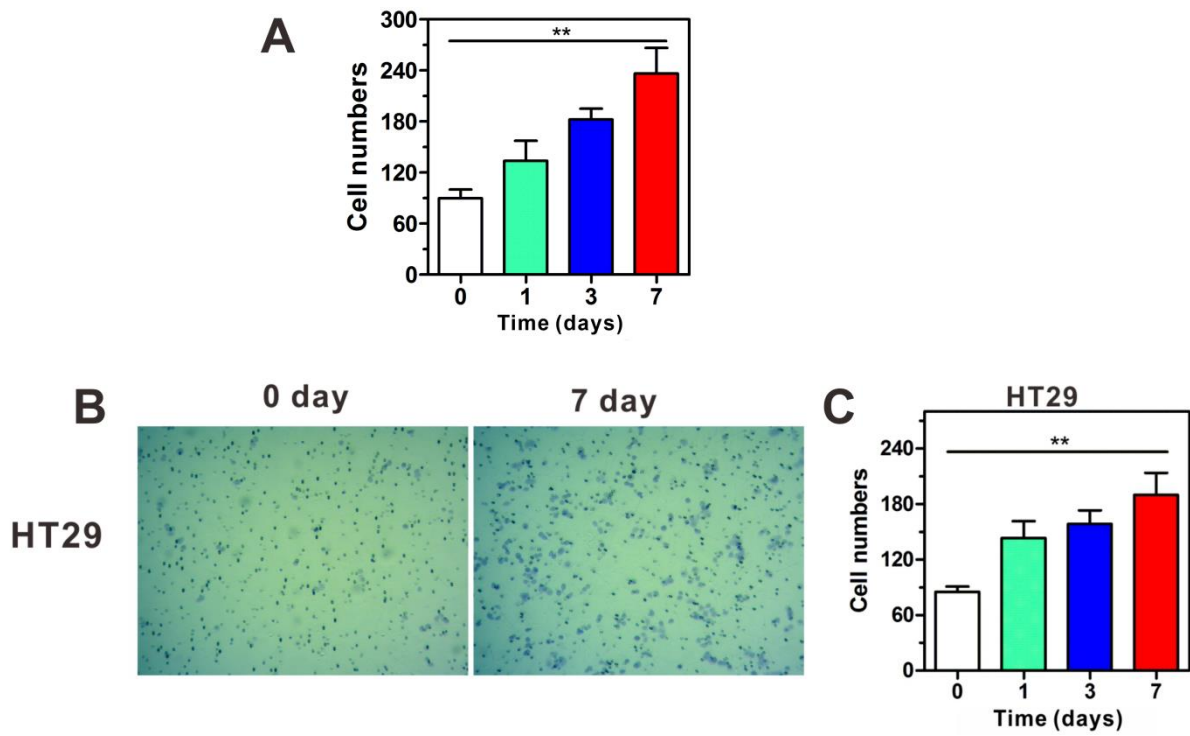 A
**
300
240
180
120
60
0
Cell numbers
0 1 3 7
Time (days)
B
0 day 7 day
HT29
C
HT29
**
240
180
120
60
0
Cell numbers
0 1 3 7
Time (days)